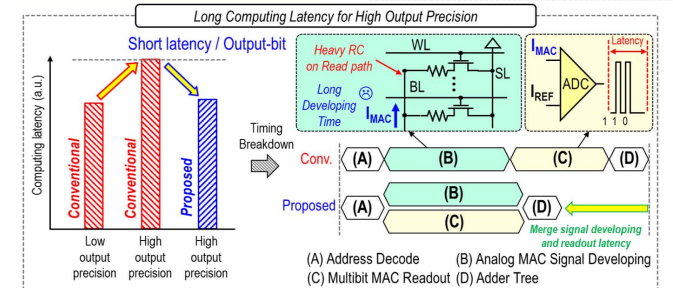 Long Computing Latency for High Output Precision
Short latency / Output-bit
Computing latency (a.u.)
Conventional
Conventional
Proposed
Low
output
precision
High
output
precision
High
output
precision
Timing
Breakdown
Heavy RC
on Read path
WL
SL
BL
Long
Developing
Time
IMAC
IMAC
IREF
ADC
Latency
1 1 0
Conv.
(A)
(B)
(C)
(D)
Proposed
(A)
(B)
(C)
(D)
Merge signal developing
and readout latency
(A) Address Decode (B) Analog MAC Signal Developing
(C) Multibit MAC Readout (D) Adder Tree